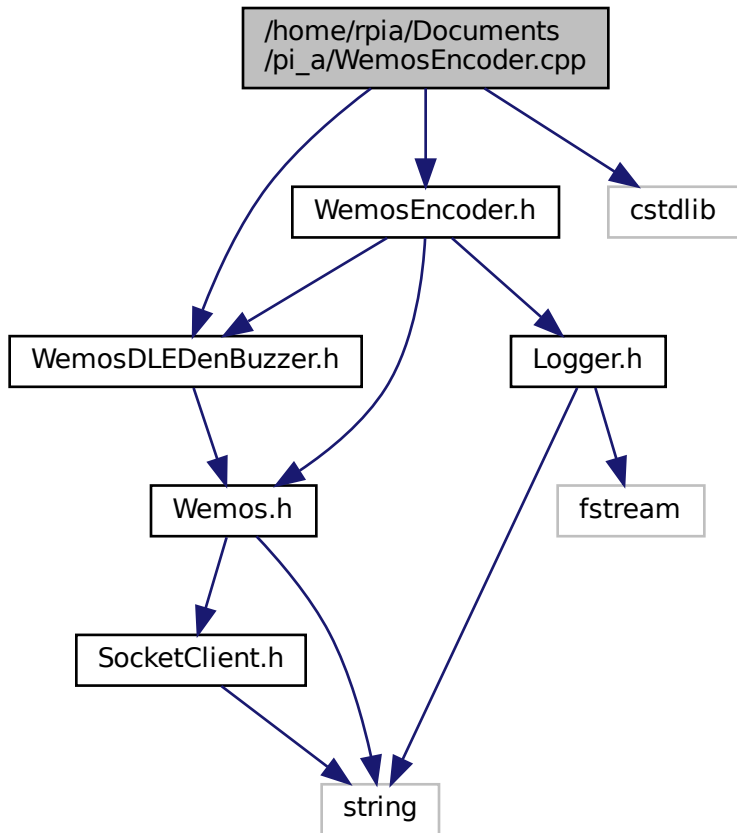 /home/rpia/Documents
/pi_a/WemosEncoder.cpp
WemosEncoder.h
cstdlib
WemosDLEDenBuzzer.h
Logger.h
Wemos.h
fstream
SocketClient.h
string